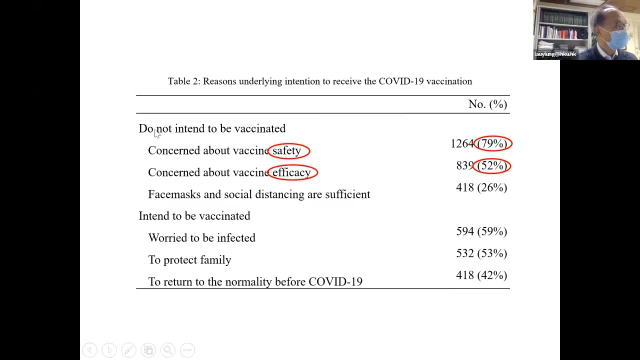 Table 2: Reasons underlying intention to receive the COVID-19 vaccination
No. (%)
Do not intend to be vaccinated
Concerned about vaccine safety 1264 (79%)
Concerned about vaccine efficacy 839 (52%)
Facemasks and social distancing are sufficient 418 (26%)
Intend to be vaccinated
Worried to be infected 594 (59%)
To protect family 532 (53%)
To return to the normality before COVID-19 418 (42%)